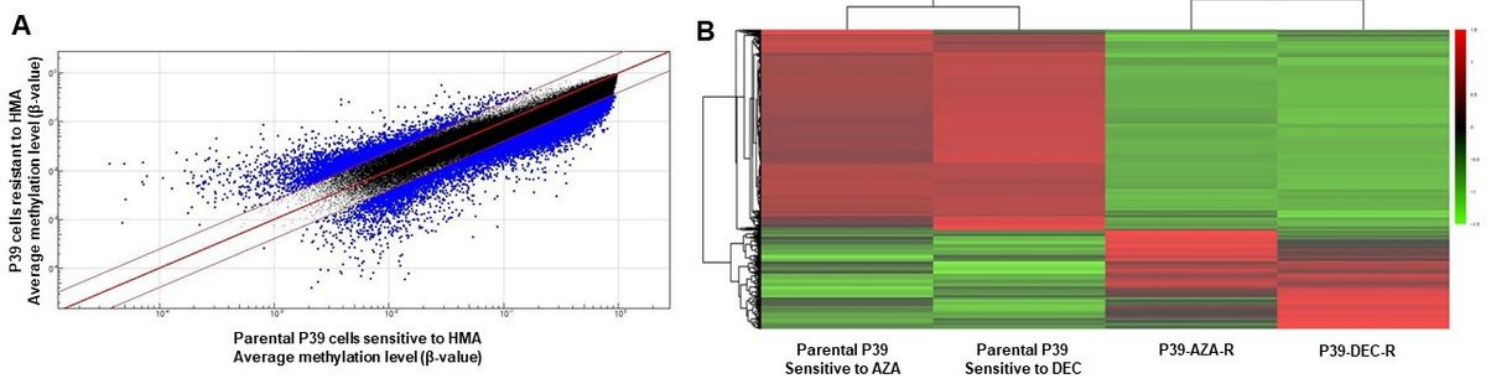 A
P39 cells resistant to HMA
Average methylation level (β-value)
Parental P39 cells sensitive to HMA
Average methylation level (β-value)
B
Parental P39
Sensitive to AZA
Parental P39
Sensitive to DEC
P39-AZA-R
P39-DEC-R